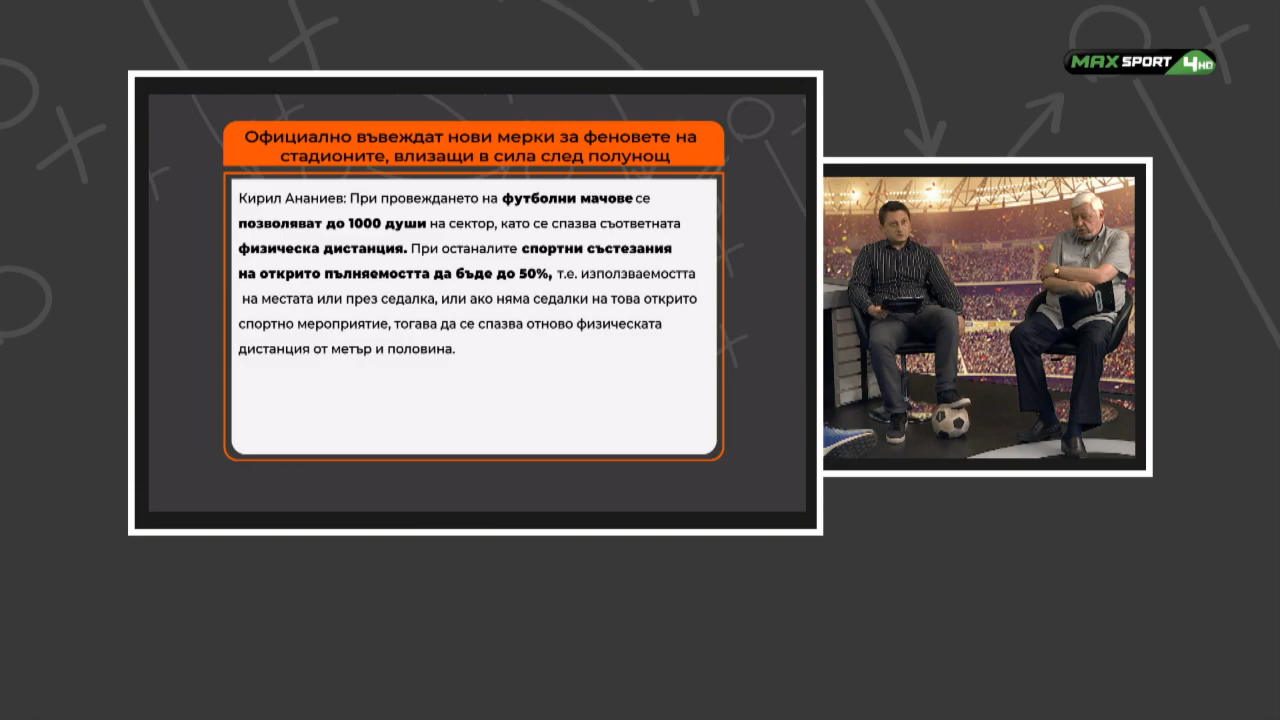 MAX SPORT 4 HD
Официално въвеждат нови мерки за феновете на
стадионите, влизащи в сила след полунощ
Кирил Ананиев: При провеждането на футболни мачове се
позволяват до 1000 души на сектор, като се спазва съответната
физическа дистанция. При останалите спортни състезания
на открито пълняемостта да бъде до 50%, т.е. използваемостта
на местата или през седалка, или ако няма седалки на това открито
спортно мероприятие, тогава да се спазва отново физическата
дистанция от метър и половина.